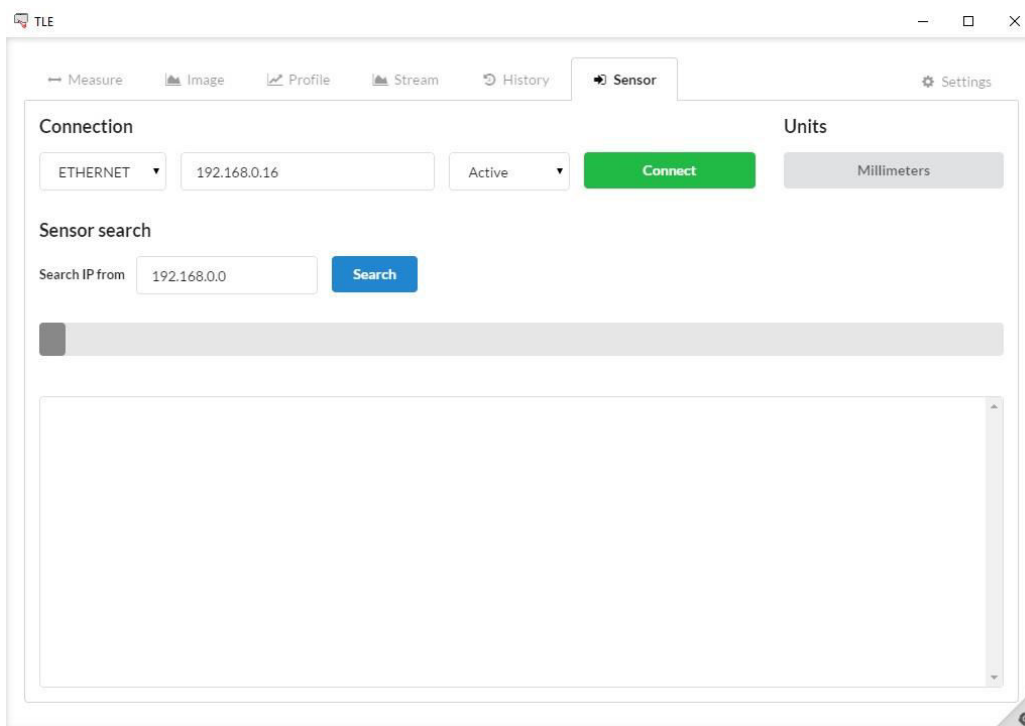 TLE
Measure Image Profile Stream History Sensor Settings
Connection Units
ETHERNET 192.168.0.16 Active Connect Millimeters
Sensor search
Search IP from 192.168.0.0 Search